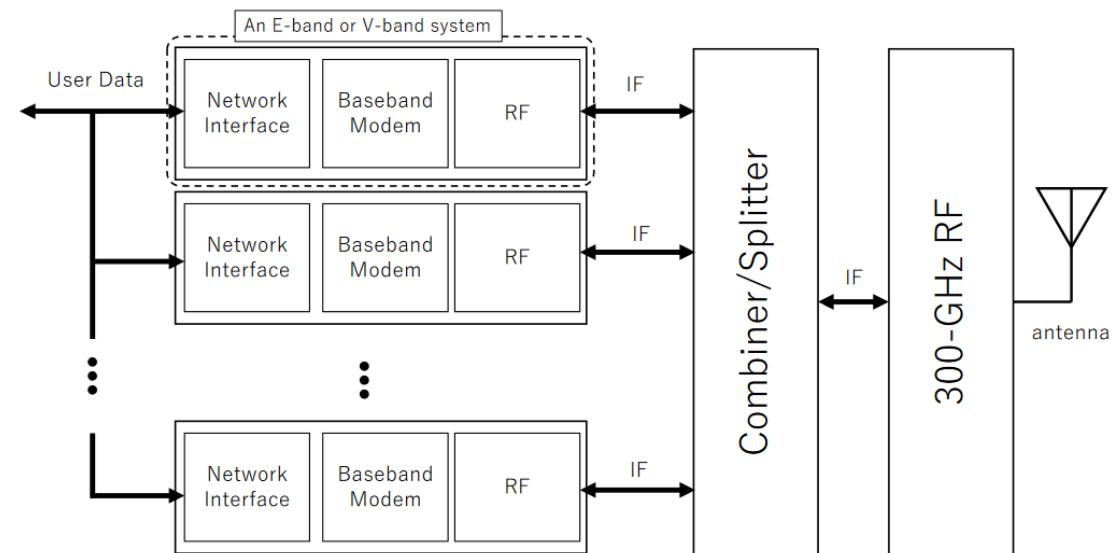 An E-band or V-band system
User Data
Network
Interface
Baseband
Modem
RF
IF
Network
Interface
Baseband
Modem
RF
IF
Network
Interface
Baseband
Modem
RF
IF
Combiner/Splitter
IF
300-GHz RF
antenna